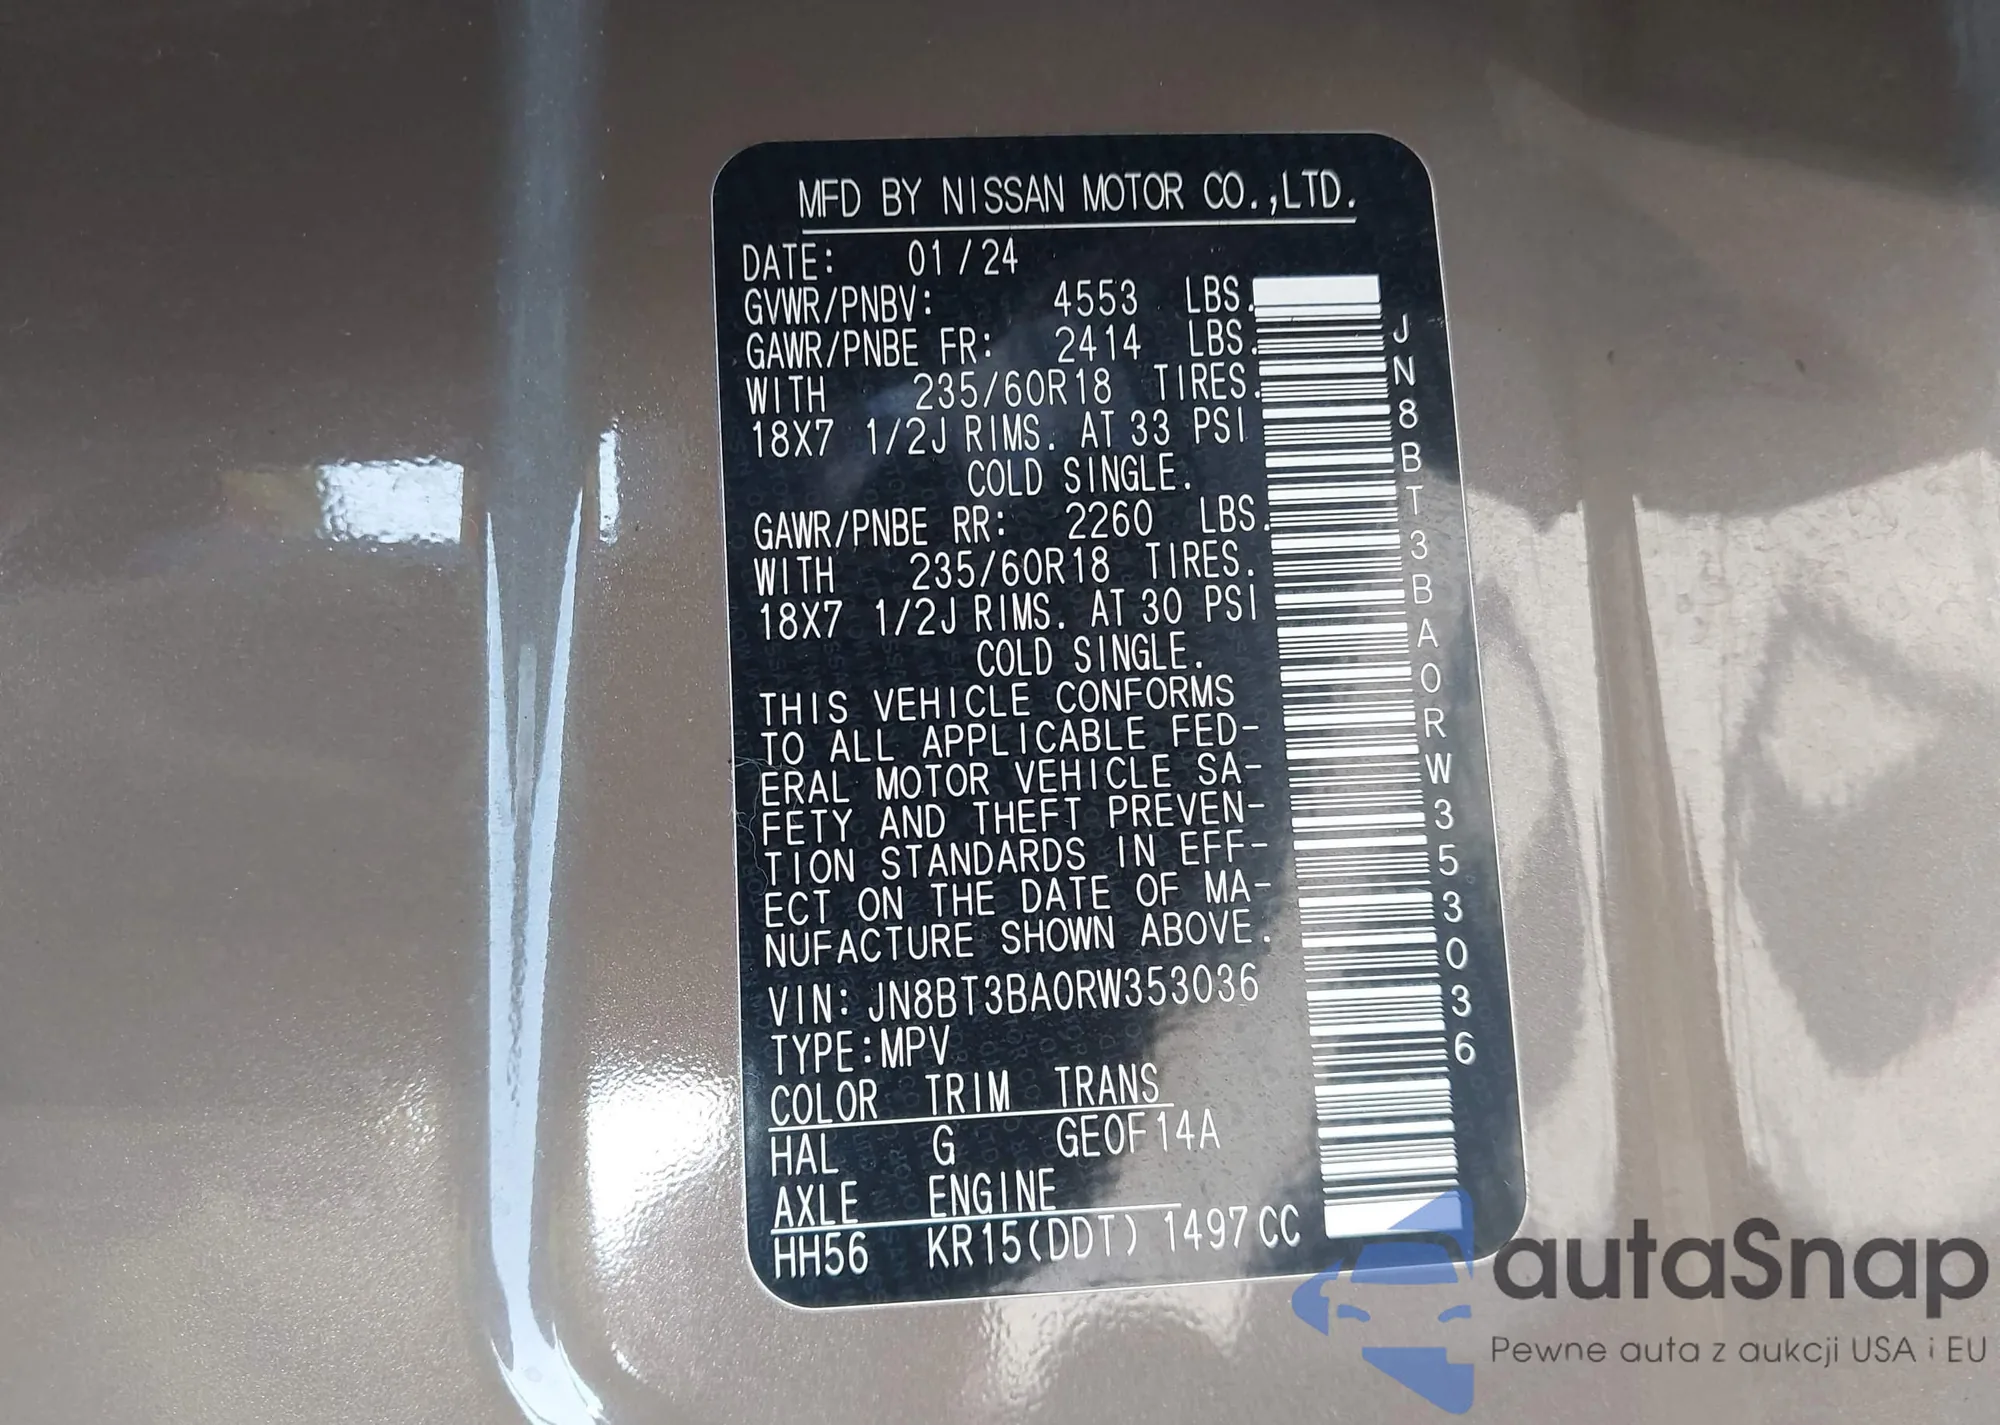 MFD BY NISSAN MOTOR CO.,LTD.
DATE: 01/24
GVWR/PNBV: 4553 LBS.
GAWR/PNBE FR: 2414 LBS.
WITH 235/60R18 TIRES.
18X7 1/2J RIMS. AT 33 PSI
COLD SINGLE.
GAWR/PNBE RR: 2260 LBS.
WITH 235/60R18 TIRES.
18X7 1/2J RIMS. AT 30 PSI
COLD SINGLE.
THIS VEHICLE CONFORMS
TO ALL APPLICABLE FED-
ERAL MOTOR VEHICLE SA-
FETY AND THEFT PREVEN-
TION STANDARDS IN EFF-
ECT ON THE DATE OF MA-
NUFACTURE SHOWN ABOVE.
VIN: JN8BT3BA0RW353036
TYPE:MPV
COLOR TRIM TRANS
HAL G GE0F14A
AXLE ENGINE
HH56 KR15(DDT) 1497CC
JN8BT3BA0RW353036
autaSnap
Pewne auta z aukcji USA i EU